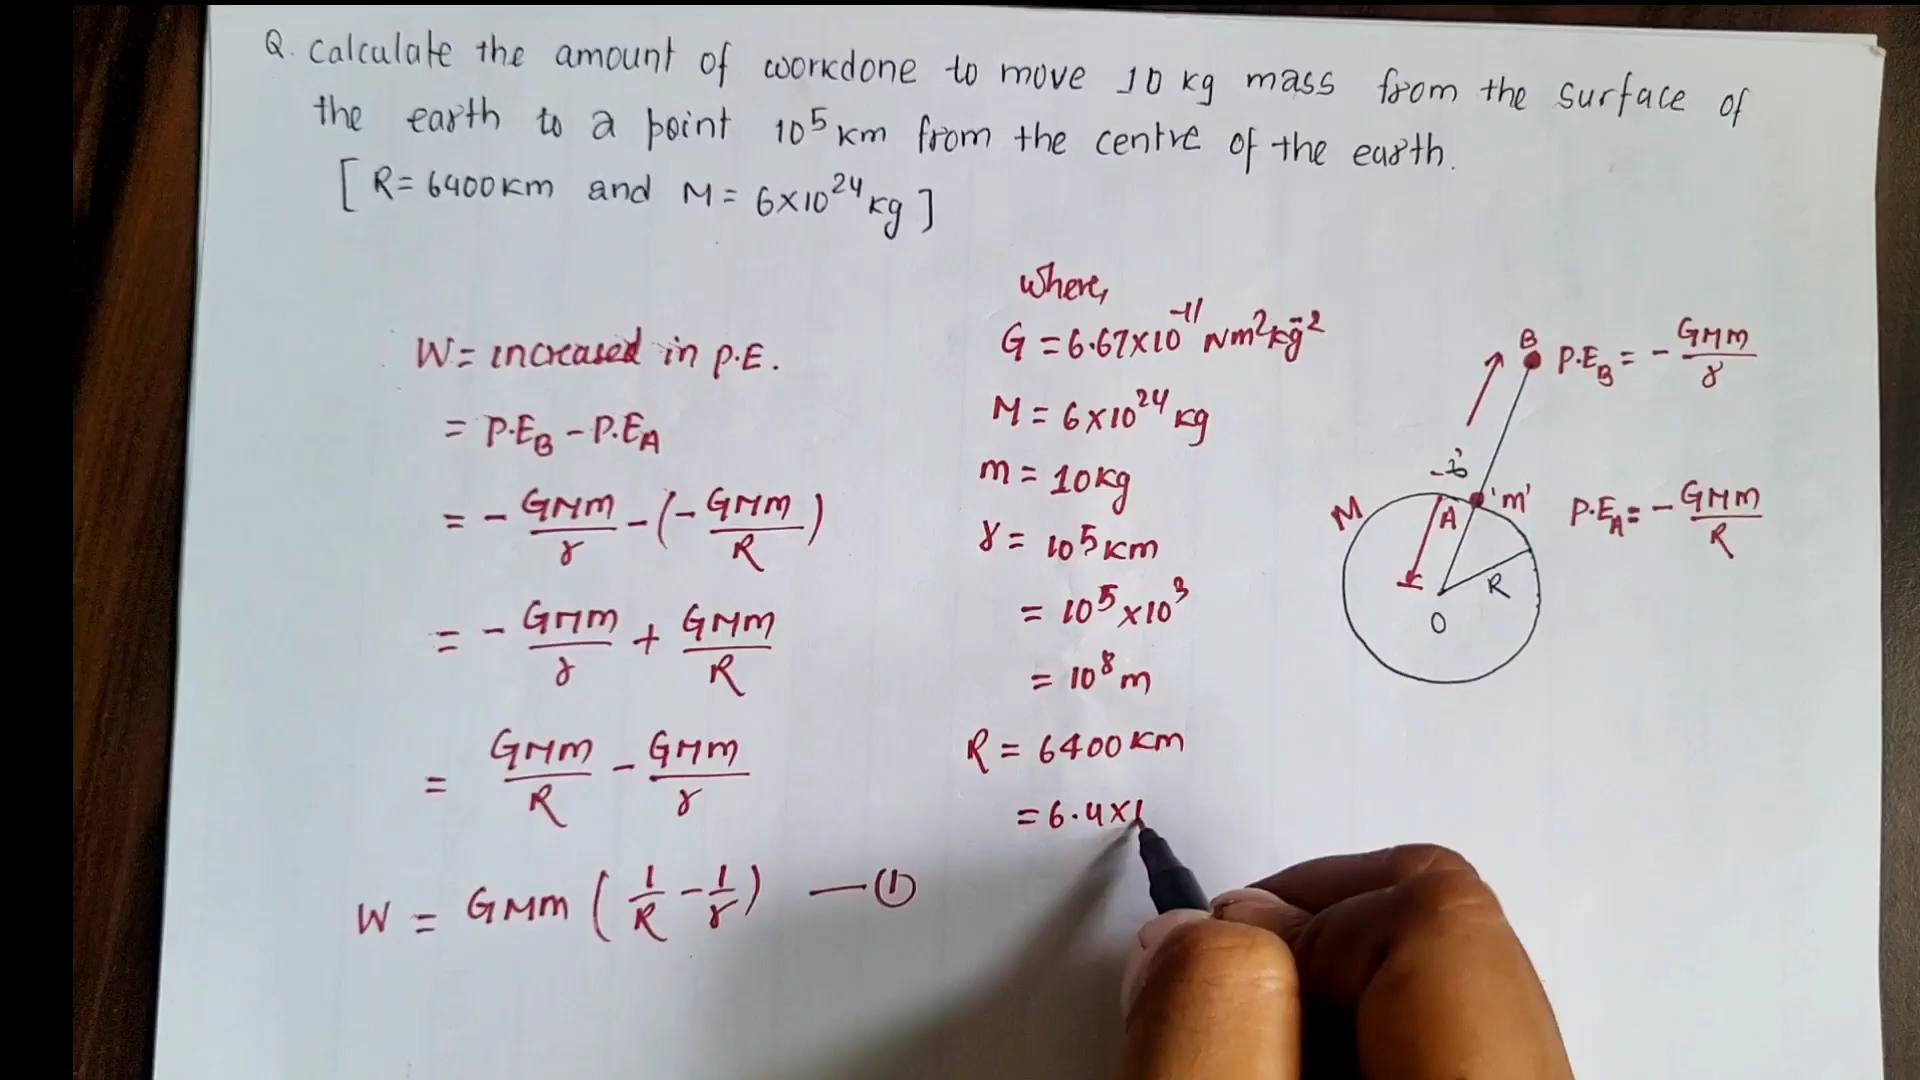 Q. Calculate the amount of workdone to move 10 kg mass from the surface of
the earth to a point 10⁵ km from the centre of the earth.
[ R = 6400 km and M = 6×10²⁴ kg ]
W = increased in P.E.
= P.E_B - P.E_A
= - GMm/r - (- GMm/R)
= - GMm/r + GMm/R
= GMm/R - GMm/r
W = GMm (1/R - 1/r) — ①
Where,
G = 6.67×10⁻¹¹ Nm²kg⁻²
M = 6×10²⁴ kg
m = 10kg
r = 10⁵ km
= 10⁵×10³
= 10⁸ m
R = 6400 km
= 6.4×1
B P.E_B = - GMm/r
M A 'm' P.E_A = - GMm/R
R
O